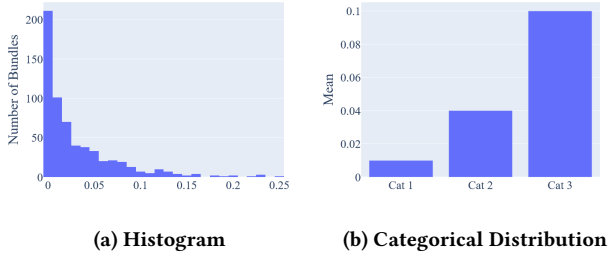 200
150
100
50
0
Number of Bundles
0 0.05 0.1 0.15 0.2 0.25
(a) Histogram
0.1
0.08
0.06
0.04
0.02
0
Mean
Cat 1 Cat 2 Cat 3
(b) Categorical Distribution